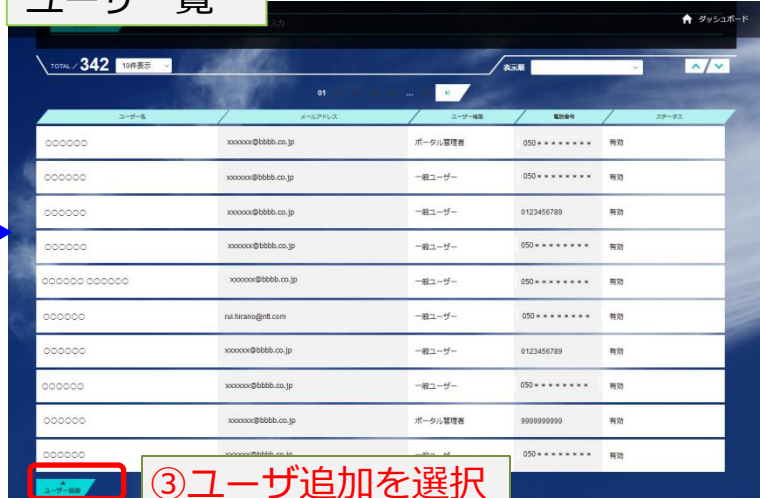 ユーザ一覧
入力
ダッシュボード
TOTAL / 342 10件表示 表示順
01 ...
ユーザー名 メールアドレス ユーザー権限 電話番号 ステータス
○○○○○○ xxxxxx@bbbb.co.jp ポータル管理者 050******** 有効
○○○○○○ xxxxxx@bbbb.co.jp 一般ユーザー 050******** 有効
○○○○○○ xxxxxx@bbbb.co.jp 一般ユーザー 0123456789 有効
○○○○○○ xxxxxx@bbbb.co.jp 一般ユーザー 050******** 有効
○○○○○○ ○○○○○○ xxxxxx@bbbb.co.jp 一般ユーザー 050******** 有効
○○○○○○ rui.hirano@ntt.com 一般ユーザー 050******** 有効
○○○○○○ xxxxxx@bbbb.co.jp 一般ユーザー 0123456789 有効
○○○○○○ xxxxxx@bbbb.co.jp 一般ユーザー 050******** 有効
○○○○○○ xxxxxx@bbbb.co.jp ポータル管理者 9999999999 有効
○○○○○○ 050******** 有効
ユーザー追加
③ユーザ追加を選択